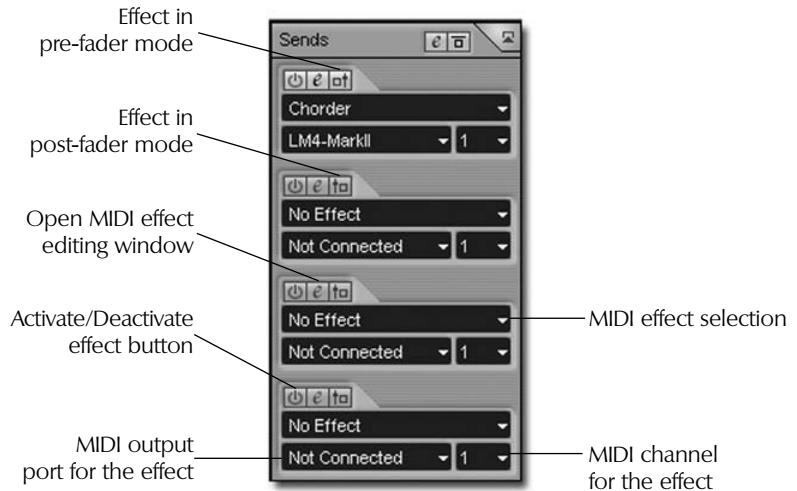 Effect in
pre-fader mode
Sends
e
e
Chorder
LM4-MarkII 1
Effect in
post-fader mode
e
No Effect
Not Connected 1
Open MIDI effect
editing window
e
No Effect
Not Connected 1
MIDI effect selection
Activate/Deactivate
effect button
e
No Effect
Not Connected 1
MIDI output
port for the effect
MIDI channel
for the effect